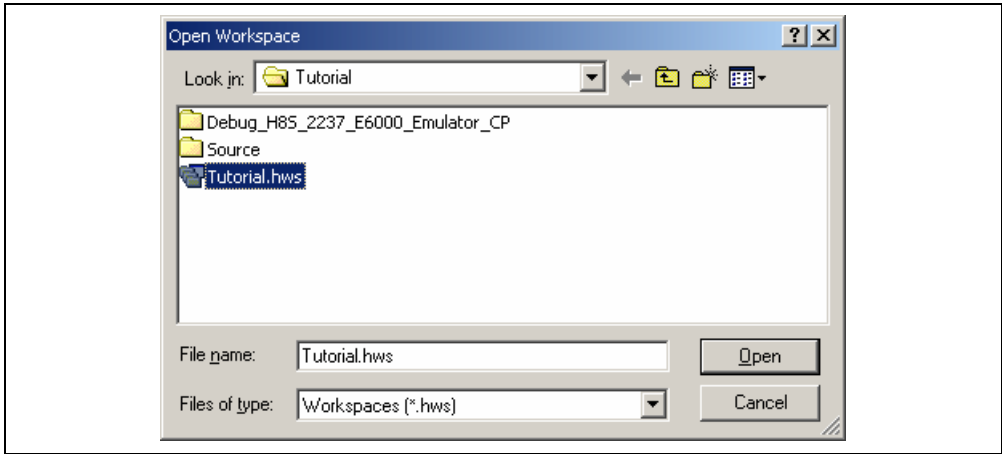 Open Workspace
Look in: Tutorial
Debug_H8S_2237_E6000_Emulator_CP
Source
Tutorial.hws
File name: Tutorial.hws Open
Files of type: Workspaces (*.hws) Cancel